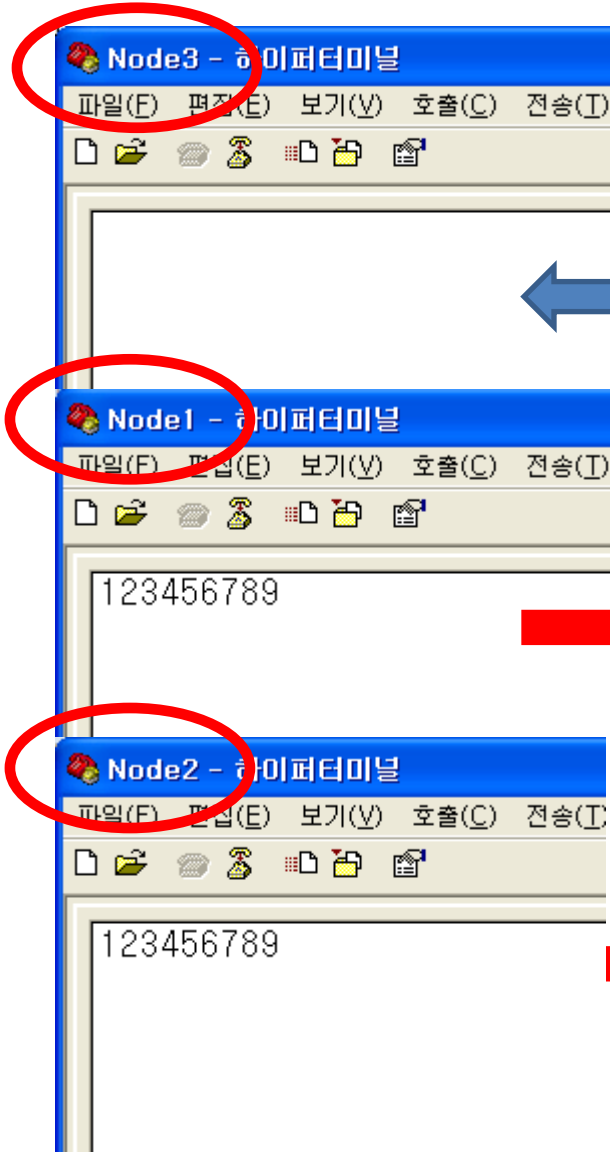 Node3 - 하이퍼터미널
파일(F) 편집(E) 보기(V) 호출(C) 전송(T)
Node1 - 하이퍼터미널
파일(F) 편집(E) 보기(V) 호출(C) 전송(T)
123456789
Node2 - 하이퍼터미널
파일(F) 편집(E) 보기(V) 호출(C) 전송(T)
123456789